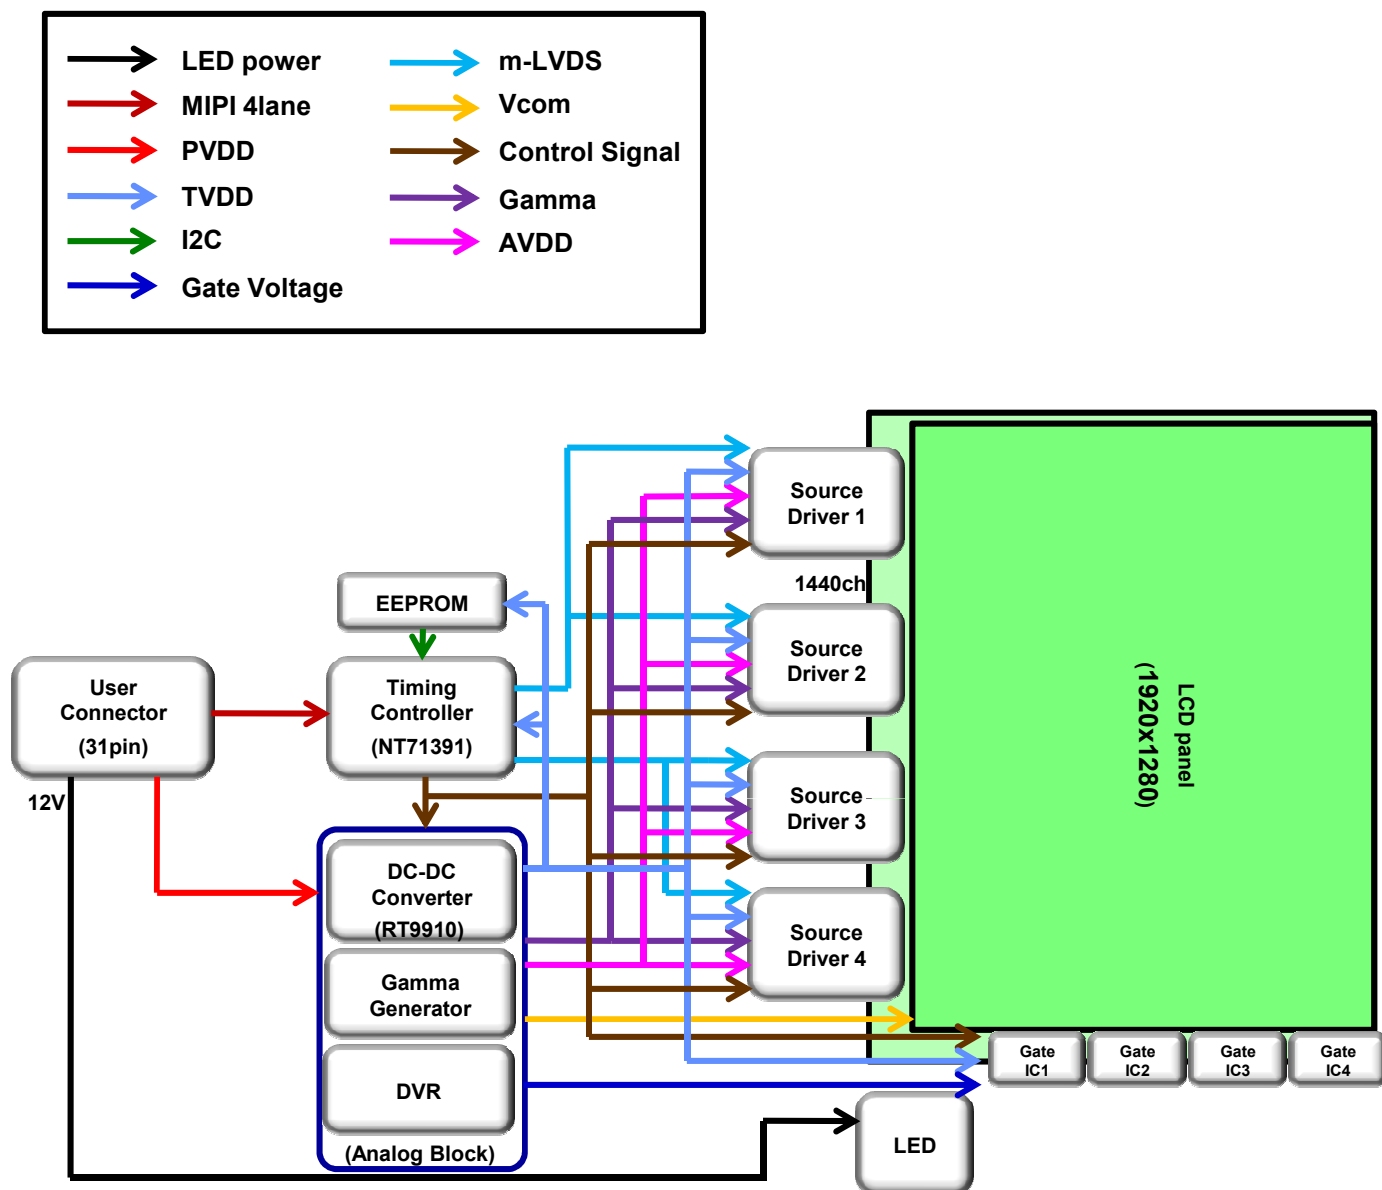 LED power
MIPI 4lane
PVDD
TVDD
I2C
Gate Voltage
m-LVDS
Vcom
Control Signal
Gamma
AVDD
Source
Driver 1
1440ch
EEPROM
Source
Driver 2
User
Connector
(31pin)
Timing
Controller
(NT71391)
LCD panel
(1920x1280)
12V
Source
Driver 3
DC-DC
Converter
(RT9910)
Source
Driver 4
Gamma
Generator
Gate
IC1
Gate
IC2
Gate
IC3
Gate
IC4
DVR
(Analog Block)
LED